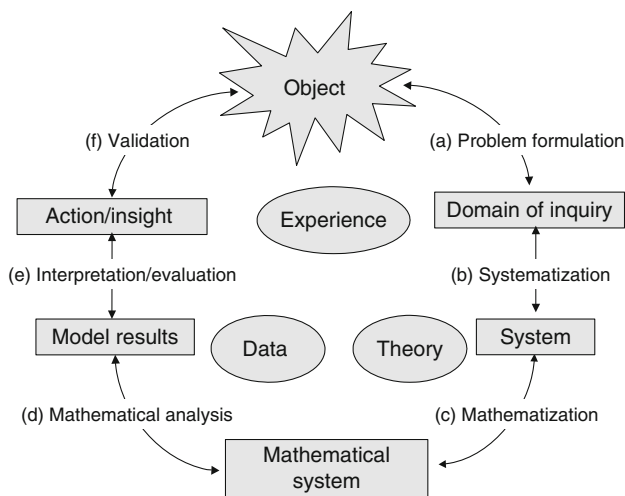 Object
(f) Validation
(a) Problem formulation
Action/insight
Experience
Domain of inquiry
(e) Interpretation/evaluation
(b) Systematization
Model results
Data
Theory
System
(d) Mathematical analysis
(c) Mathematization
Mathematical
system